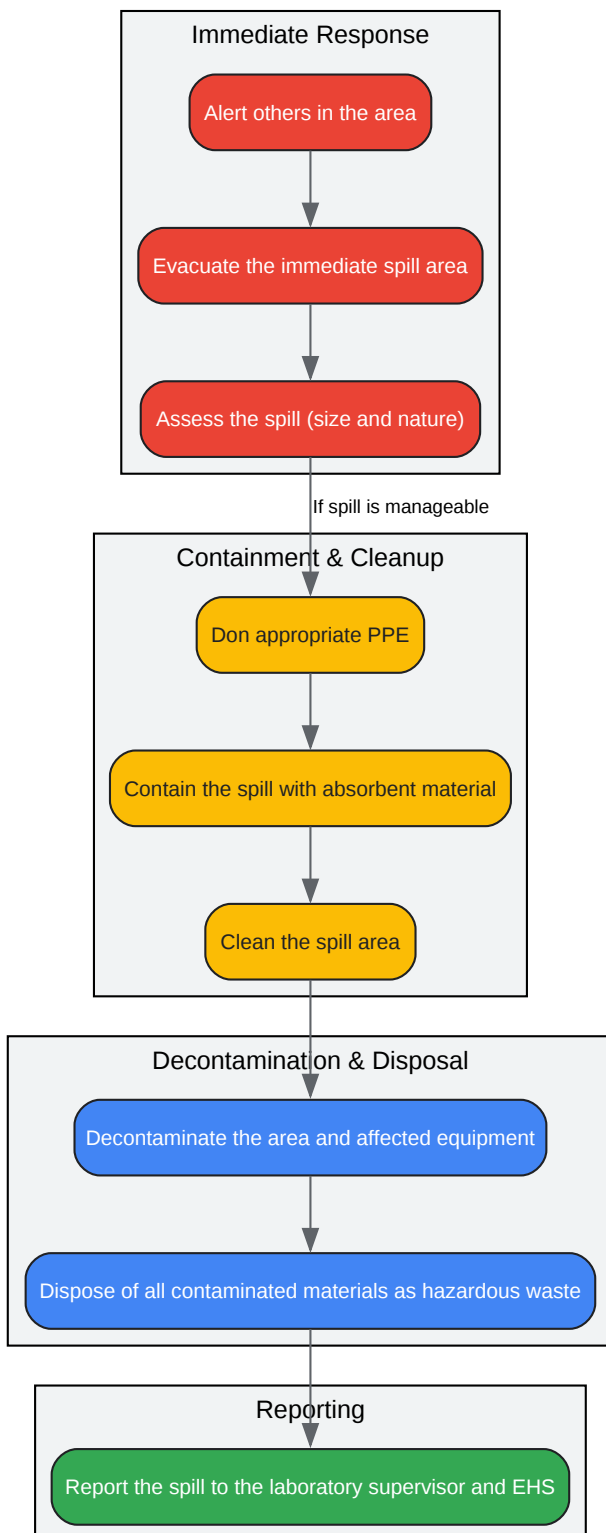 Immediate Response
Alert others in the area
Evacuate the immediate spill area
Assess the spill (size and nature)
If spill is manageable
Containment & Cleanup
Don appropriate PPE
Contain the spill with absorbent material
Clean the spill area
Decontamination & Disposal
Decontaminate the area and affected equipment
Dispose of all contaminated materials as hazardous waste
Reporting
Report the spill to the laboratory supervisor and EHS